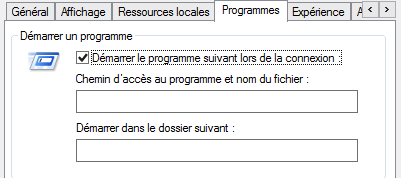 Général Affichage Ressources locales Programmes Expérience
Démarrer un programme
Démarrer le programme suivant lors de la connexion :
Chemin d'accès au programme et nom du fichier :
Démarrer dans le dossier suivant :